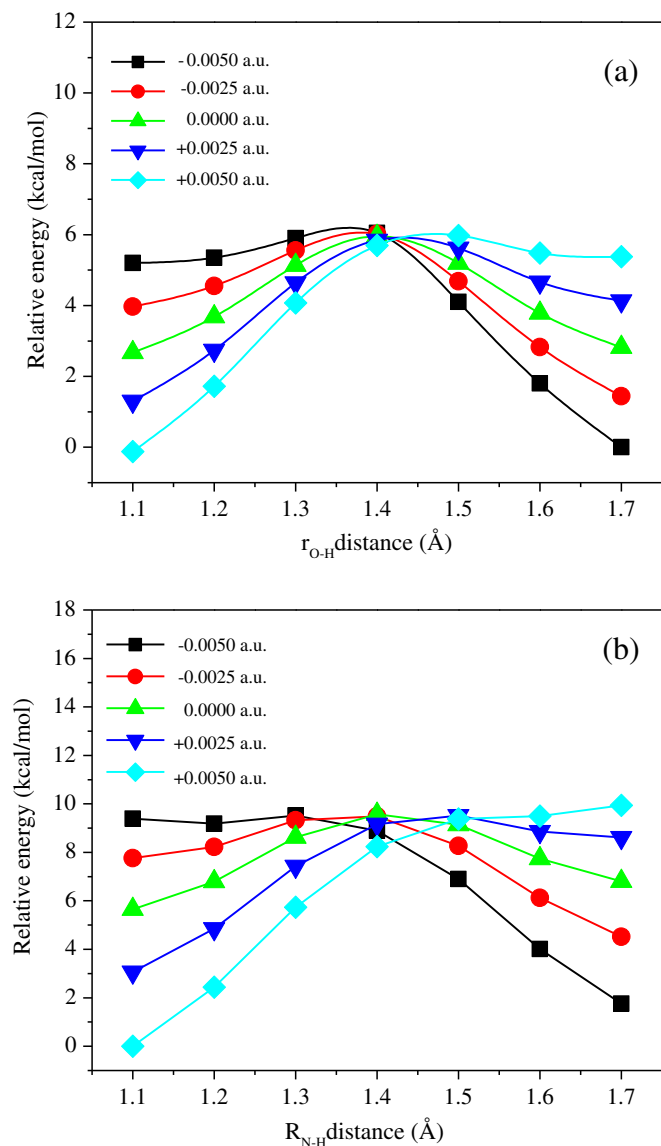 12
10
8
6
4
2
0
Relative energy (kcal/mol)
-0.0050 a.u.
-0.0025 a.u.
0.0000 a.u.
+0.0025 a.u.
+0.0050 a.u.
(a)
1.1 1.2 1.3 1.4 1.5 1.6 1.7
rO-H distance (Å)
18
16
14
12
10
8
6
4
2
0
Relative energy (kcal/mol)
-0.0050 a.u.
-0.0025 a.u.
0.0000 a.u.
+0.0025 a.u.
+0.0050 a.u.
(b)
1.1 1.2 1.3 1.4 1.5 1.6 1.7
RN-H distance (Å)